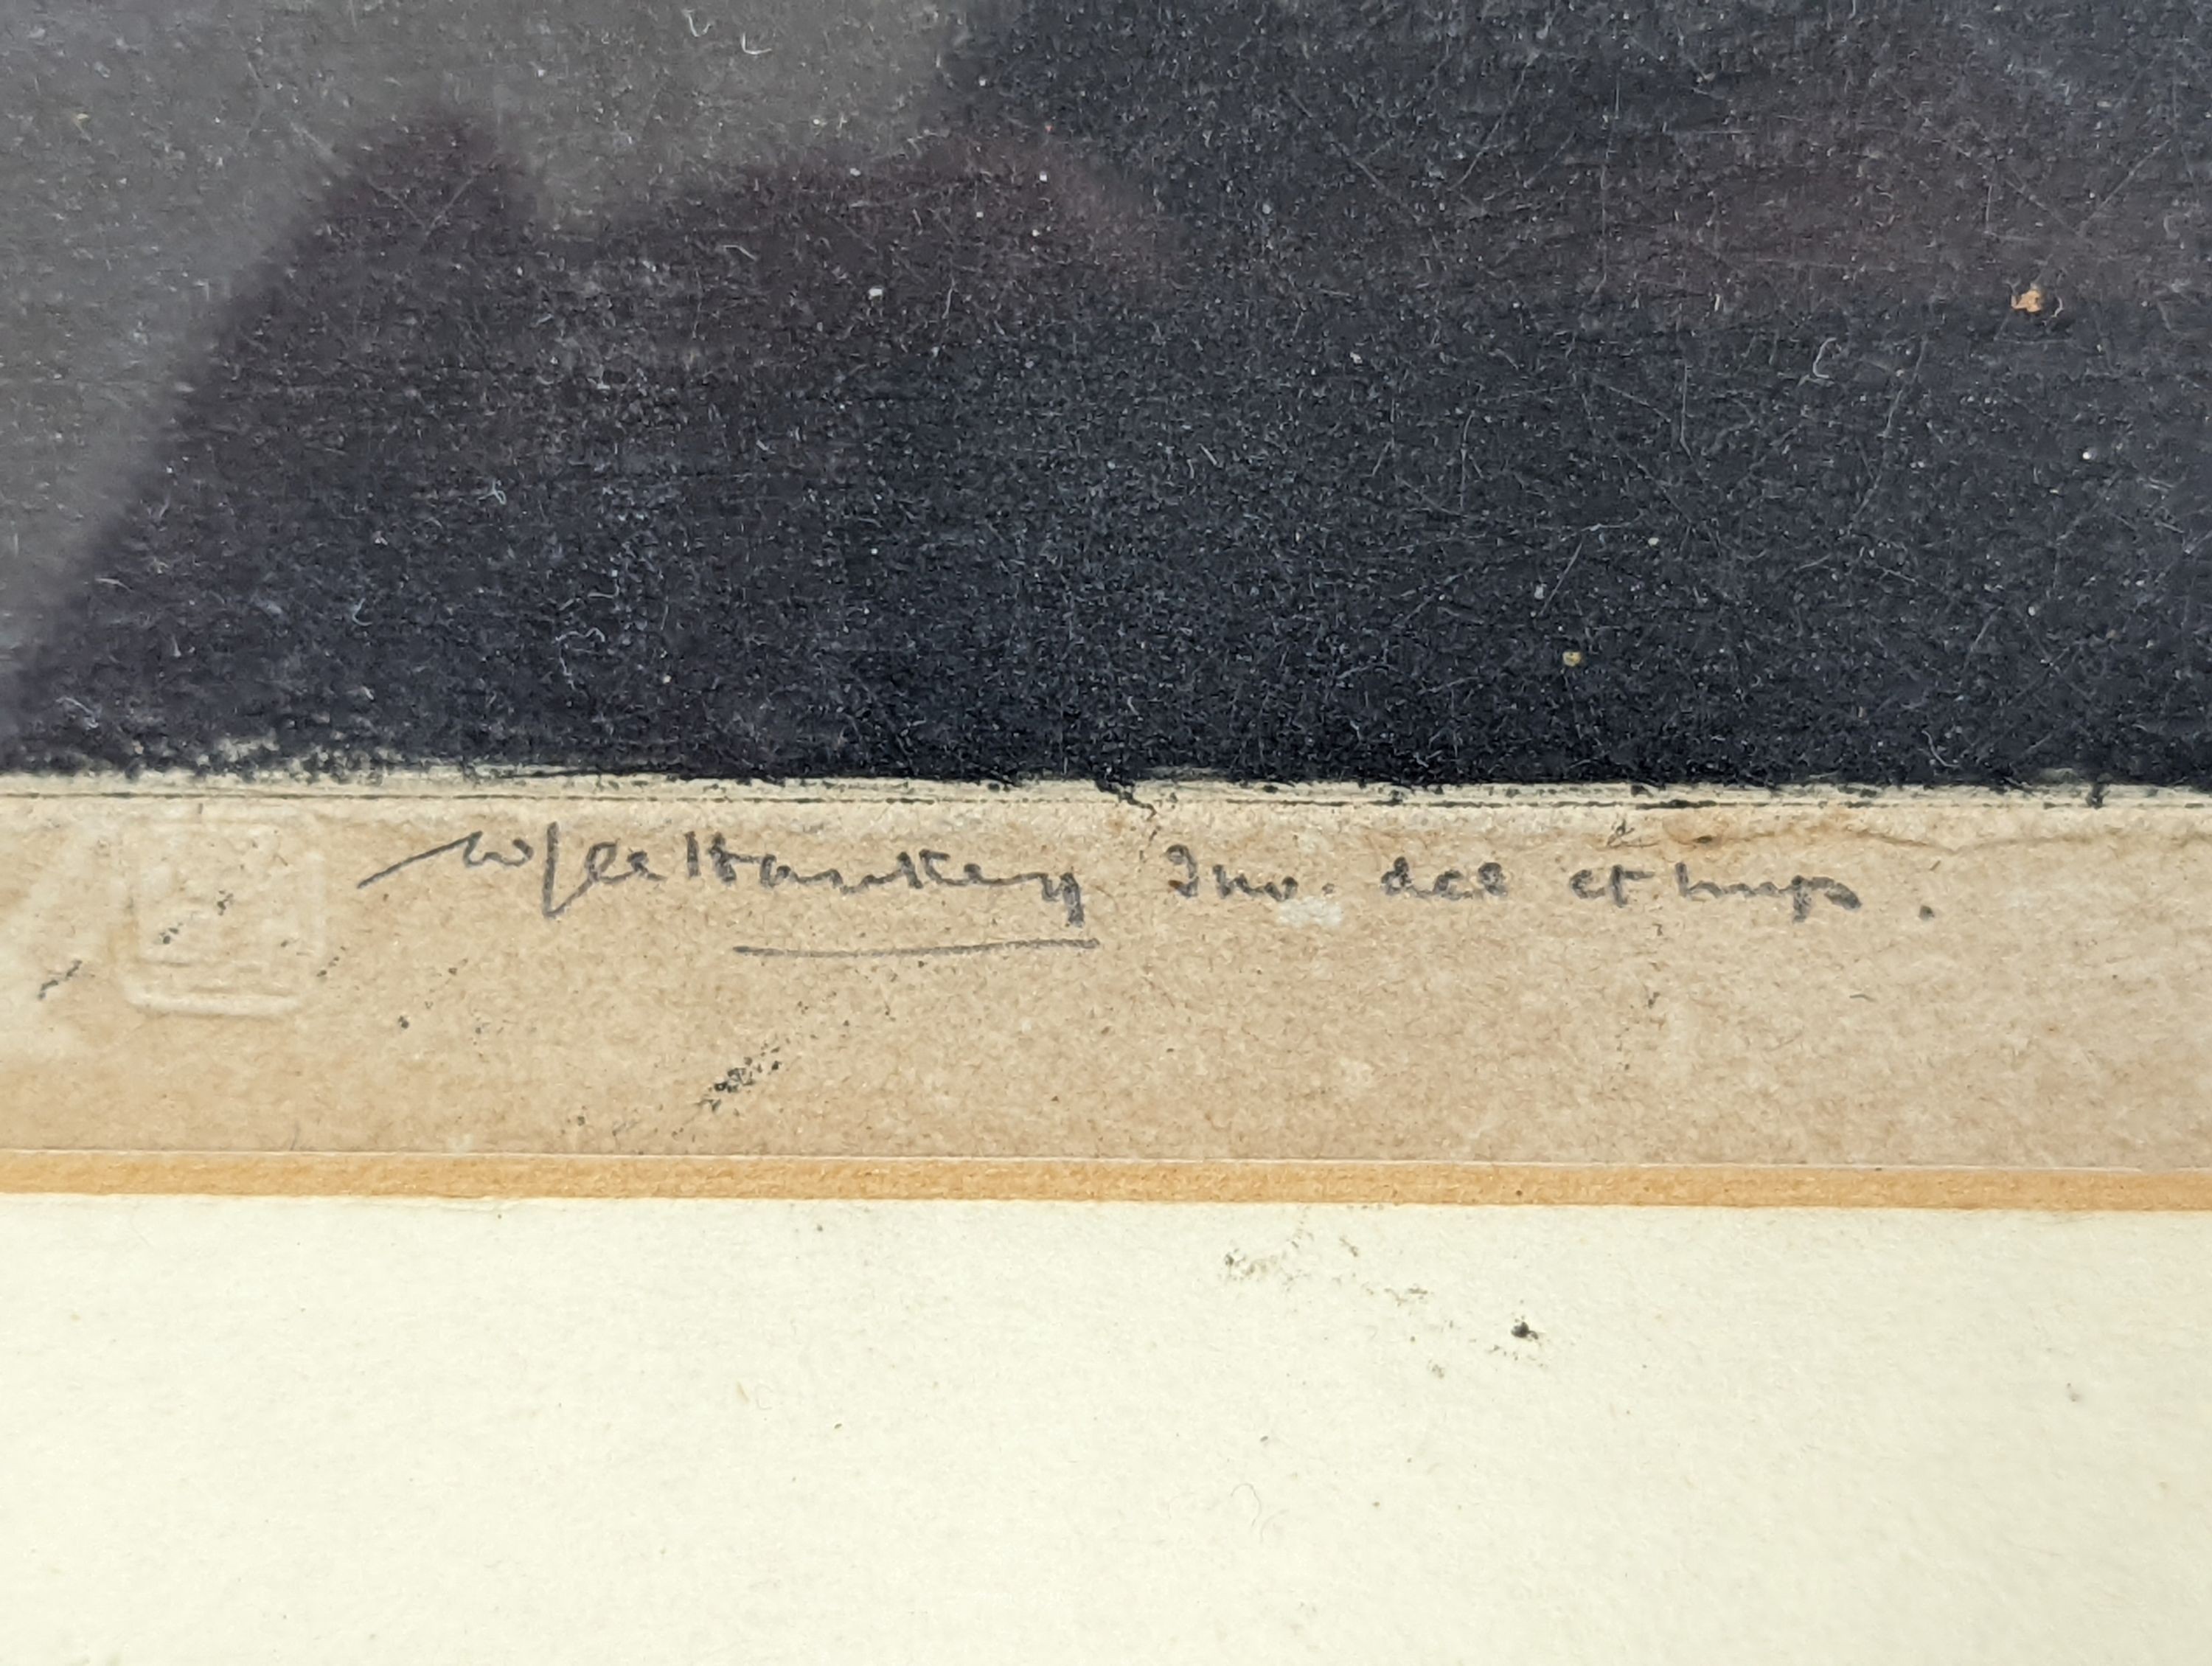 W Lee Hankey Inv. del et imp.